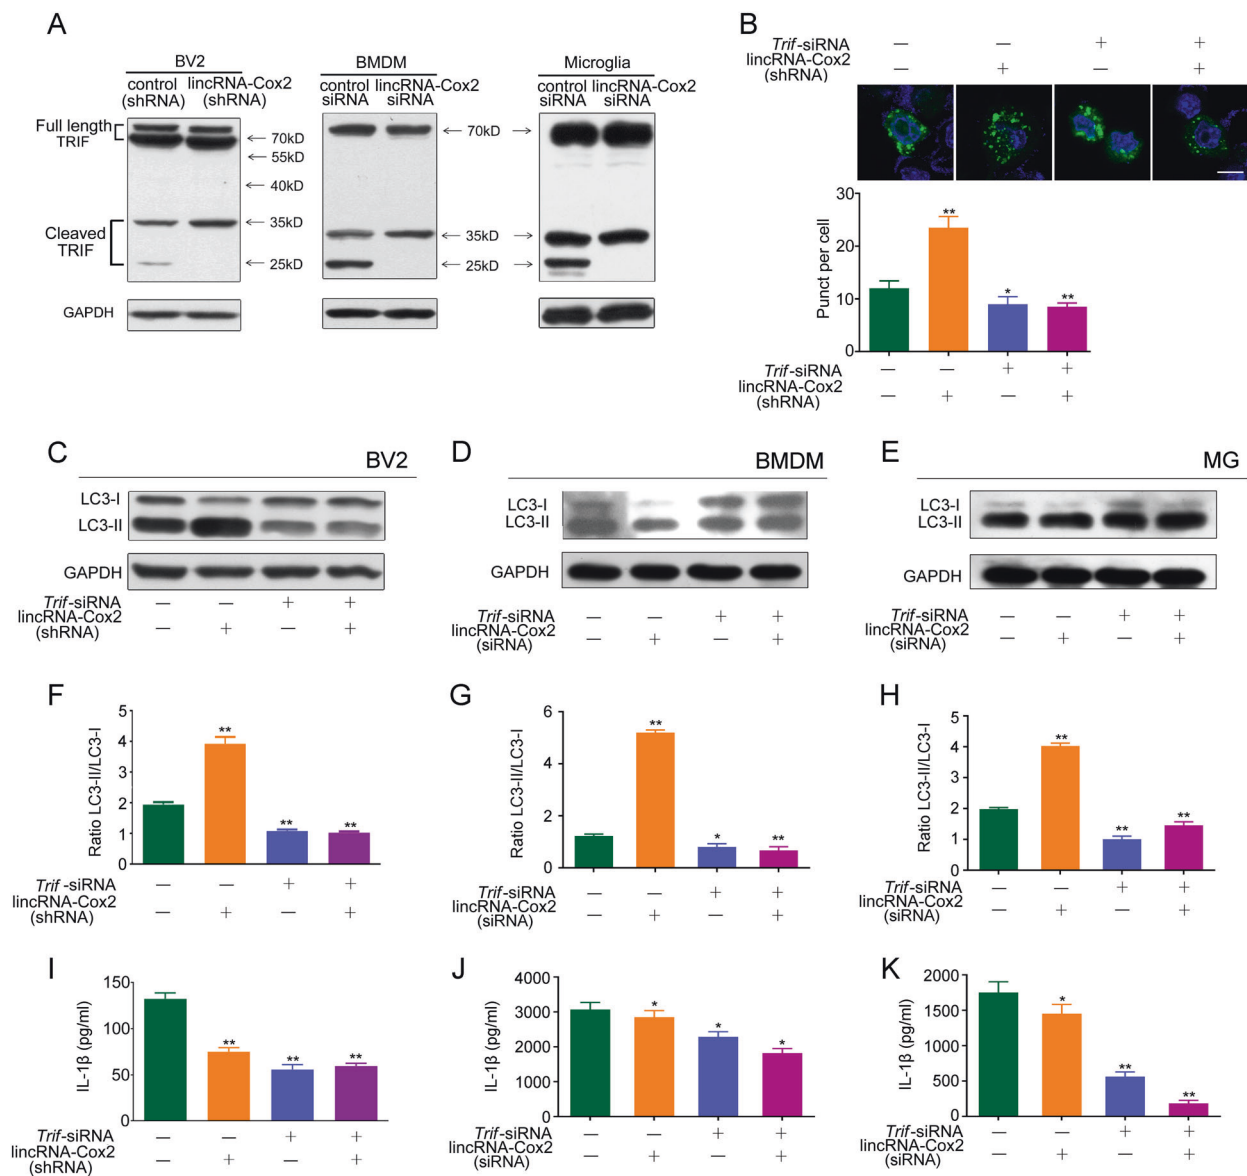 A
BV2
control
(shRNA)
lincRNA-Cox2
(shRNA)
BMDM
control
siRNA
lincRNA-Cox2
siRNA
Microglia
control
siRNA
lincRNA-Cox2
siRNA
Full length
TRIF
Cleaved
TRIF
GAPDH
←70kD
←55kD
←40kD
←35kD
←25kD
← 70kD →
← 35kD →
← 25kD →
B
Trif-siRNA — — + +
lincRNA-Cox2
(shRNA) — + — +
Punct per cell
30
20
10
0
**
*
**
Trif-siRNA — — + +
lincRNA-Cox2
(shRNA) — + — +
C
BV2
LC3-I
LC3-II
GAPDH
Trif-siRNA — — + +
lincRNA-Cox2
(shRNA) — + — +
D
BMDM
LC3-I
LC3-II
GAPDH
Trif-siRNA — — + +
lincRNA-Cox2
(siRNA) — + — +
E
MG
LC3-I
LC3-II
GAPDH
Trif-siRNA — — + +
lincRNA-Cox2
(siRNA) — + — +
F
Ratio LC3-II/LC3-I
5
4
3
2
1
0
**
**
**
Trif -siRNA — — + +
lincRNA-Cox2
(shRNA) — + — +
G
Ratio LC3-II/LC3-I
6
4
2
0
**
*
**
Trif-siRNA — — + +
lincRNA-Cox2
(siRNA) — + — +
H
Ratio LC3-II/LC3-I
5
4
3
2
1
0
**
**
**
Trif-siRNA — — + +
lincRNA-Cox2
(siRNA) — + — +
I
IL-1β (pg/ml)
150
100
50
0
**
**
**
Trif-siRNA — — + +
lincRNA-Cox2
(shRNA) — + — +
J
IL-1β (pg/ml)
4000
3000
2000
1000
0
*
*
*
Trif-siRNA — — + +
lincRNA-Cox2
(siRNA) — + — +
K
IL-1β (pg/ml)
2000
1500
1000
500
0
*
**
**
Trif-siRNA — — + +
lincRNA-Cox2
(siRNA) — + — +